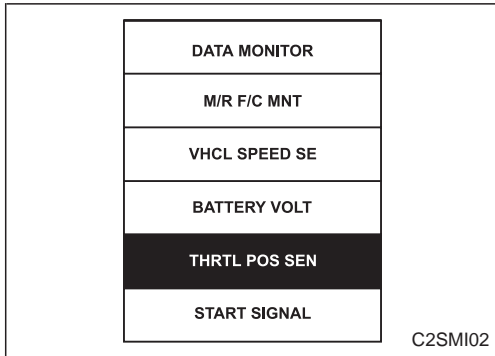 DATA MONITOR
M/R F/C MNT
VHCL SPEED SE
BATTERY VOLT
THRTL POS SEN
START SIGNAL
C2SMI02